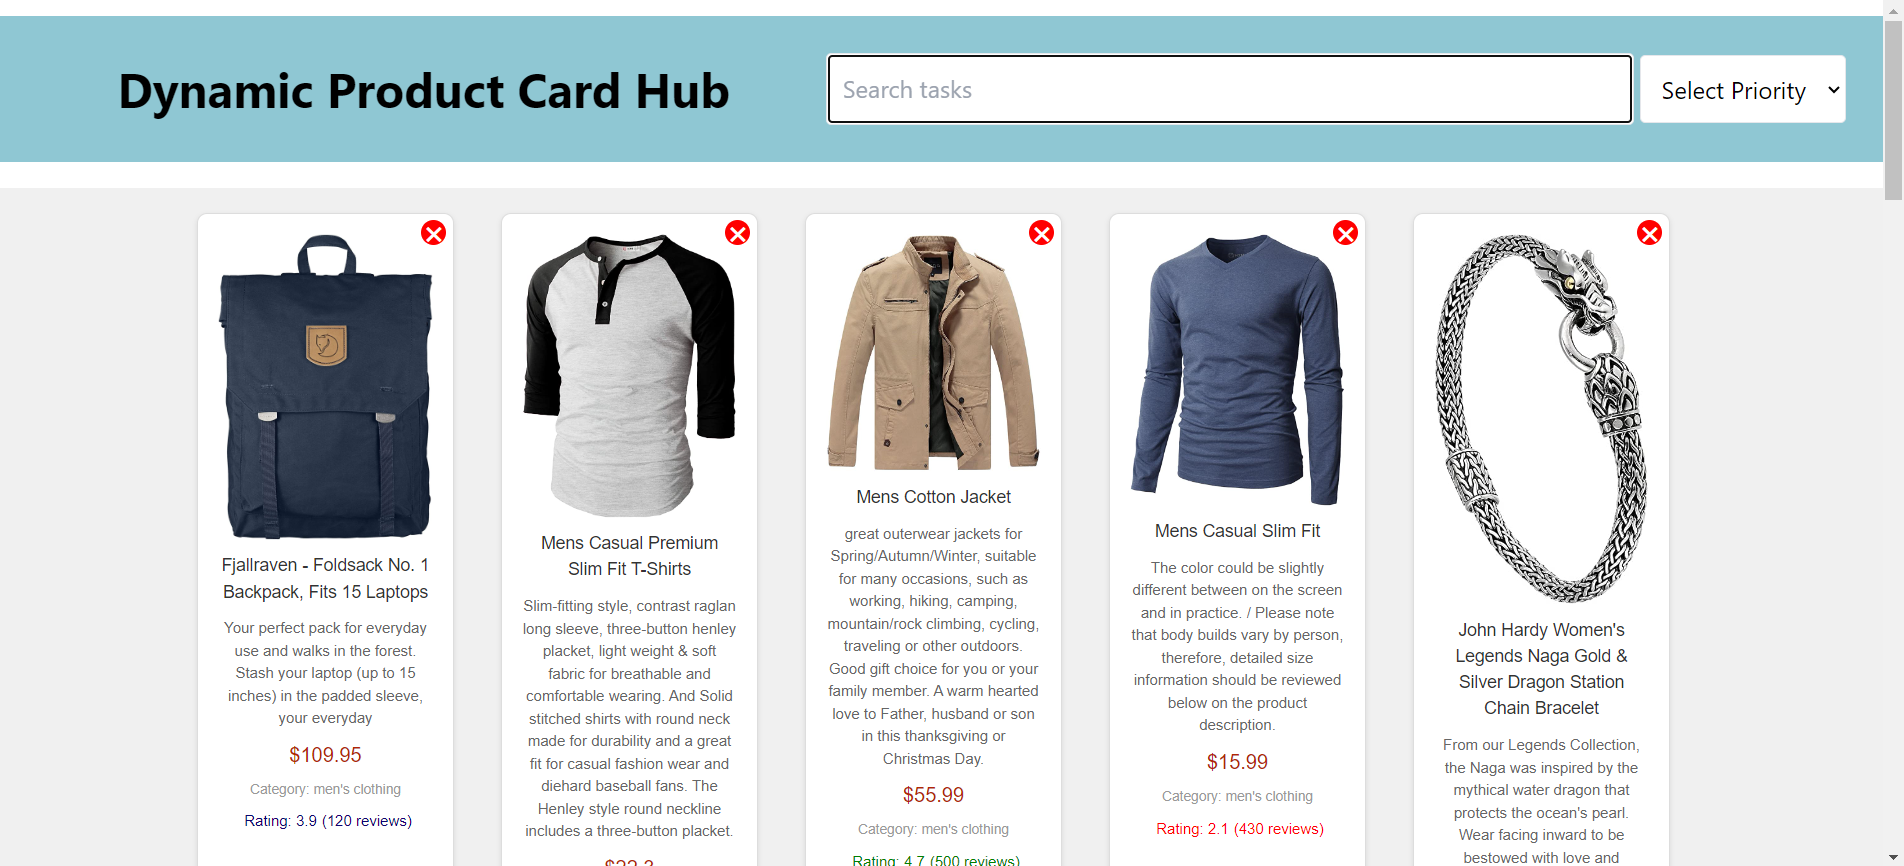 Dynamic Product Card Hub
Search tasks
Select Priority
Fjallraven - Foldsack No. 1
Backpack, Fits 15 Laptops
Your perfect pack for everyday
use and walks in the forest.
Stash your laptop (up to 15
inches) in the padded sleeve,
your everyday
$109.95
Category: men's clothing
Rating: 3.9 (120 reviews)
Mens Casual Premium
Slim Fit T-Shirts
Slim-fitting style, contrast raglan
long sleeve, three-button henley
placket, light weight & soft
fabric for breathable and
comfortable wearing. And Solid
stitched shirts with round neck
made for durability and a great
fit for casual fashion wear and
diehard baseball fans. The
Henley style round neckline
includes a three-button placket.
$22.3
Mens Cotton Jacket
great outerwear jackets for
Spring/Autumn/Winter, suitable
for many occasions, such as
working, hiking, camping,
mountain/rock climbing, cycling,
traveling or other outdoors.
Good gift choice for you or your
family member. A warm hearted
love to Father, husband or son
in this thanksgiving or
Christmas Day.
$55.99
Category: men's clothing
Rating: 4.7 (500 reviews)
Mens Casual Slim Fit
The color could be slightly
different between on the screen
and in practice. / Please note
that body builds vary by person,
therefore, detailed size
information should be reviewed
below on the product
description.
$15.99
Category: men's clothing
Rating: 2.1 (430 reviews)
John Hardy Women's
Legends Naga Gold &
Silver Dragon Station
Chain Bracelet
From our Legends Collection,
the Naga was inspired by the
mythical water dragon that
protects the ocean's pearl.
Wear facing inward to be
bestowed with love and